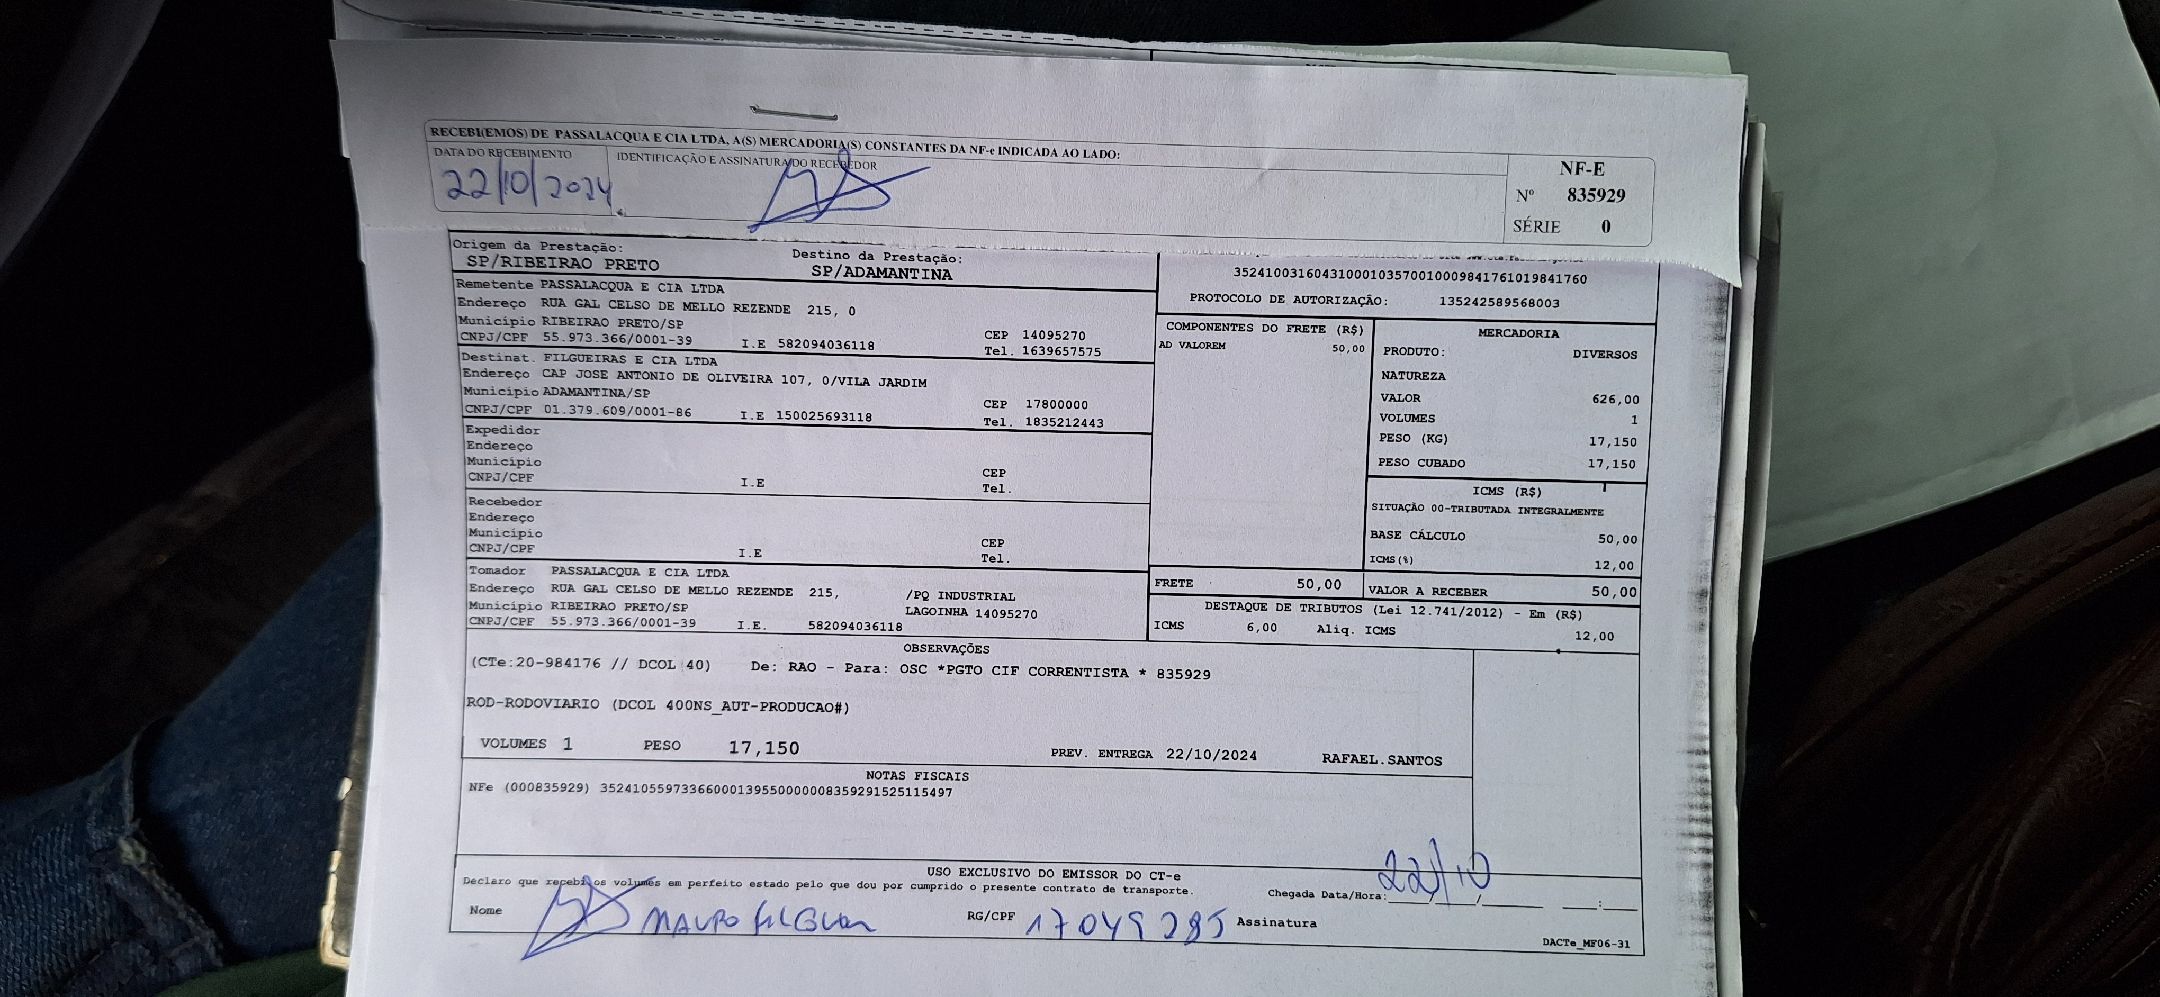 RECEBI(EMOS) DE PASSALACQUA E CIA LTDA, A(S) MERCADORIA(S) CONSTANTES DA NF-e INDICADA AO LADO:
DATA DO RECEBIMENTO
IDENTIFICAÇÃO E ASSINATURA DO RECEBEDOR
22/10/2024
NF-E
Nº 835929
SÉRIE 0
Origem da Prestação:
SP/RIBEIRAO PRETO
Destino da Prestação:
SP/ADAMANTINA
Remetente PASSALACQUA E CIA LTDA
Endereço RUA GAL CELSO DE MELLO REZENDE 215, 0
Município RIBEIRAO PRETO/SP
CEP 14095270
CNPJ/CPF 55.973.366/0001-39 I.E 582094036118 Tel. 1639657575
Destinat. FILGUEIRAS E CIA LTDA
Endereço CAP JOSE ANTONIO DE OLIVEIRA 107, 0/VILA JARDIM
Município ADAMANTINA/SP
CEP 17800000
CNPJ/CPF 01.379.609/0001-86 I.E 150025693118 Tel. 1835212443
Expedidor
Endereço
Município
CEP
CNPJ/CPF I.E Tel.
Recebedor
Endereço
Município
CEP
CNPJ/CPF I.E Tel.
Tomador PASSALACQUA E CIA LTDA
Endereço RUA GAL CELSO DE MELLO REZENDE 215, /PQ INDUSTRIAL
Município RIBEIRAO PRETO/SP LAGOINHA 14095270
CNPJ/CPF 55.973.366/0001-39 I.E. 582094036118
35241003160431000103570010009841761019841760
PROTOCOLO DE AUTORIZAÇÃO: 135242589568003
COMPONENTES DO FRETE (R$)
AD VALOREM 50,00
MERCADORIA
PRODUTO: DIVERSOS
NATUREZA
VALOR 626,00
VOLUMES 1
PESO (KG) 17,150
PESO CUBADO 17,150
ICMS (R$)
SITUAÇÃO 00-TRIBUTADA INTEGRALMENTE
BASE CÁLCULO 50,00
ICMS(%) 12,00
FRETE 50,00
VALOR A RECEBER 50,00
DESTAQUE DE TRIBUTOS (Lei 12.741/2012) - Em (R$)
ICMS 6,00 Aliq. ICMS 12,00
OBSERVAÇÕES
(CTe:20-984176 // DCOL 40) De: RAO - Para: OSC *PGTO CIF CORRENTISTA * 835929
ROD-RODOVIARIO (DCOL 400NS_AUT-PRODUCAO#)
VOLUMES 1 PESO 17,150 PREV. ENTREGA 22/10/2024 RAFAEL.SANTOS
NOTAS FISCAIS
NFe (000835929) 35241055973366000139550000008359291525115497
USO EXCLUSIVO DO EMISSOR DO CT-e
Declaro que recebi os volumes em perfeito estado pelo que dou por cumprido o presente contrato de transporte.
Chegada Data/Hora: 22/10
Nome MAURO RG/CPF 17049285 Assinatura
DACTe_MF06-31